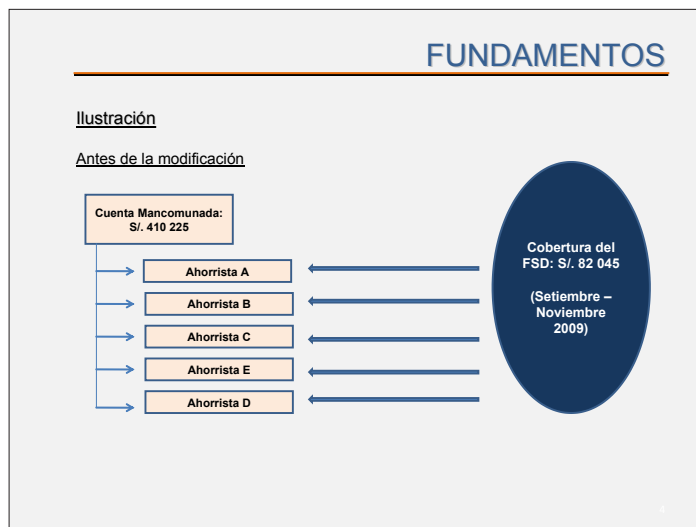 FUNDAMENTOS
Ilustración
Antes de la modificación
Cuenta Mancomunada:
S/. 410 225
Ahorrista A
Ahorrista B
Ahorrista C
Ahorrista E
Ahorrista D
Cobertura del
FSD: S/. 82 045
(Setiembre –
Noviembre
2009)